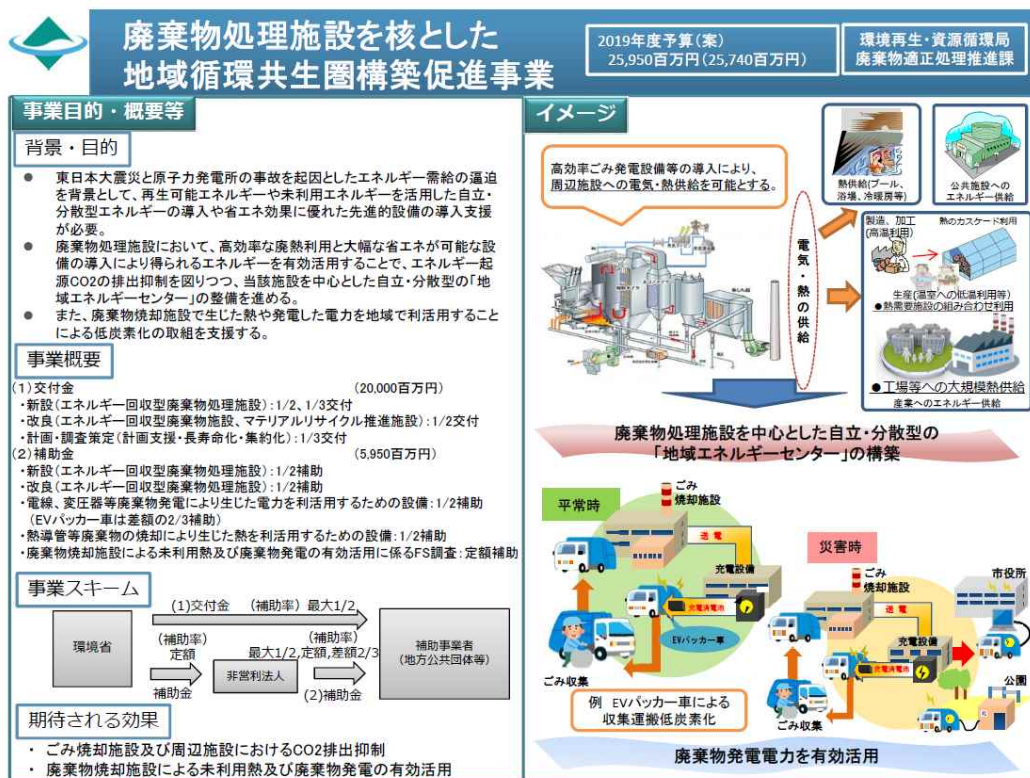 廃棄物処理施設を核とした
地域循環共生圏構築促進事業
2019年度予算(案)
25,950百万円(25,740百万円)
環境再生・資源循環局
廃棄物適正処理推進課
事業目的・概要等
背景・目的
● 東日本大震災と原子力発電所の事故を起因としたエネルギー需給の逼迫
を背景として、再生可能エネルギーや未利用エネルギーを活用した自立・
分散型エネルギーの導入や省エネ効果に優れた先進的設備の導入支援
が必要。
● 廃棄物処理施設において、高効率な廃熱利用と大幅な省エネが可能な設
備の導入により得られるエネルギーを有効活用することで、エネルギー起
源CO2の排出抑制を図りつつ、当該施設を中心とした自立・分散型の「地
域エネルギーセンター」の整備を進める。
● また、廃棄物焼却施設で生じた熱や発電した電力を地域で利活用すること
による低炭素化の取組を支援する。
事業概要
(1)交付金 (20,000百万円)
・新設(エネルギー回収型廃棄物処理施設):1/2、1/3交付
・改良(エネルギー回収型廃棄物施設、マテリアルリサイクル推進施設):1/2交付
・計画・調査策定(計画支援・長寿命化・集約化):1/3交付
(2)補助金 (5,950百万円)
・新設(エネルギー回収型廃棄物処理施設):1/2補助
・改良(エネルギー回収型廃棄物処理施設):1/2補助
・電線、変圧器等廃棄物発電により生じた電力を利活用するための設備:1/2補助
(EVパッカー車は差額の2/3補助)
・熱導管等廃棄物の焼却により生じた熱を利活用するための設備:1/2補助
・廃棄物焼却施設による未利用熱及び廃棄物発電の有効活用に係るFS調査:定額補助
事業スキーム
(1)交付金 (補助率) 最大1/2
環境省
(補助率)
定額
補助金
非営利法人
(補助率)
最大1/2,定額,差額2/3
(2)補助金
補助事業者
(地方公共団体等)
期待される効果
・ ごみ焼却施設及び周辺施設におけるCO2排出抑制
・ 廃棄物焼却施設による未利用熱及び廃棄物発電の有効活用
イメージ
高効率ごみ発電設備等の導入により、
周辺施設への電気・熱供給を可能とする。
電気・熱の供給
熱供給(プール、
浴場、冷暖房等)
公共施設への
エネルギー供給
製造、加工
(高温利用)
熱のカスケード利用
生産(温室への低温利用等)
●熱需要施設の組み合わせ利用
●工場等への大規模熱供給
産業へのエネルギー供給
廃棄物処理施設を中心とした自立・分散型の
「地域エネルギーセンター」の構築
平常時
ごみ
焼却施設
送電
充電設備
充電済電池
EVパッカー車
ごみ収集
例 EVパッカー車による
収集運搬低炭素化
災害時
ごみ
焼却施設
送電
充電設備
充電済電池
ごみ収集
市役所
公園
廃棄物発電電力を有効活用